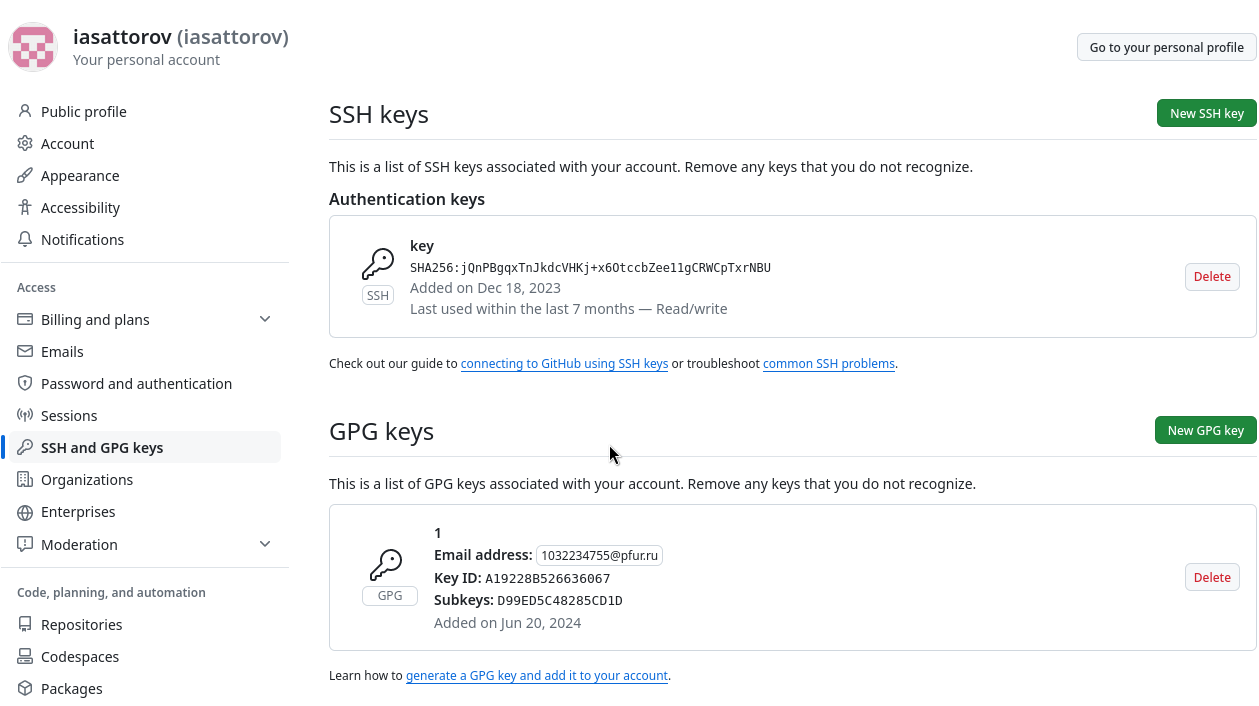 iasattorov (iasattorov)
Your personal account
Go to your personal profile
Public profile
Account
Appearance
Accessibility
Notifications
Access
Billing and plans
Emails
Password and authentication
Sessions
SSH and GPG keys
Organizations
Enterprises
Moderation
Code, planning, and automation
Repositories
Codespaces
Packages
SSH keys
New SSH key
This is a list of SSH keys associated with your account. Remove any keys that you do not recognize.
Authentication keys
key
SHA256:jQnPBgqxTnJkdcVHKj+x6OtccbZee11gCRWCpTxrNBU
Added on Dec 18, 2023
Last used within the last 7 months — Read/write
SSH
Delete
Check out our guide to connecting to GitHub using SSH keys or troubleshoot common SSH problems.
GPG keys
New GPG key
This is a list of GPG keys associated with your account. Remove any keys that you do not recognize.
1
Email address: 1032234755@pfur.ru
Key ID: A19228B526636067
Subkeys: D99ED5C48285CD1D
Added on Jun 20, 2024
GPG
Delete
Learn how to generate a GPG key and add it to your account.